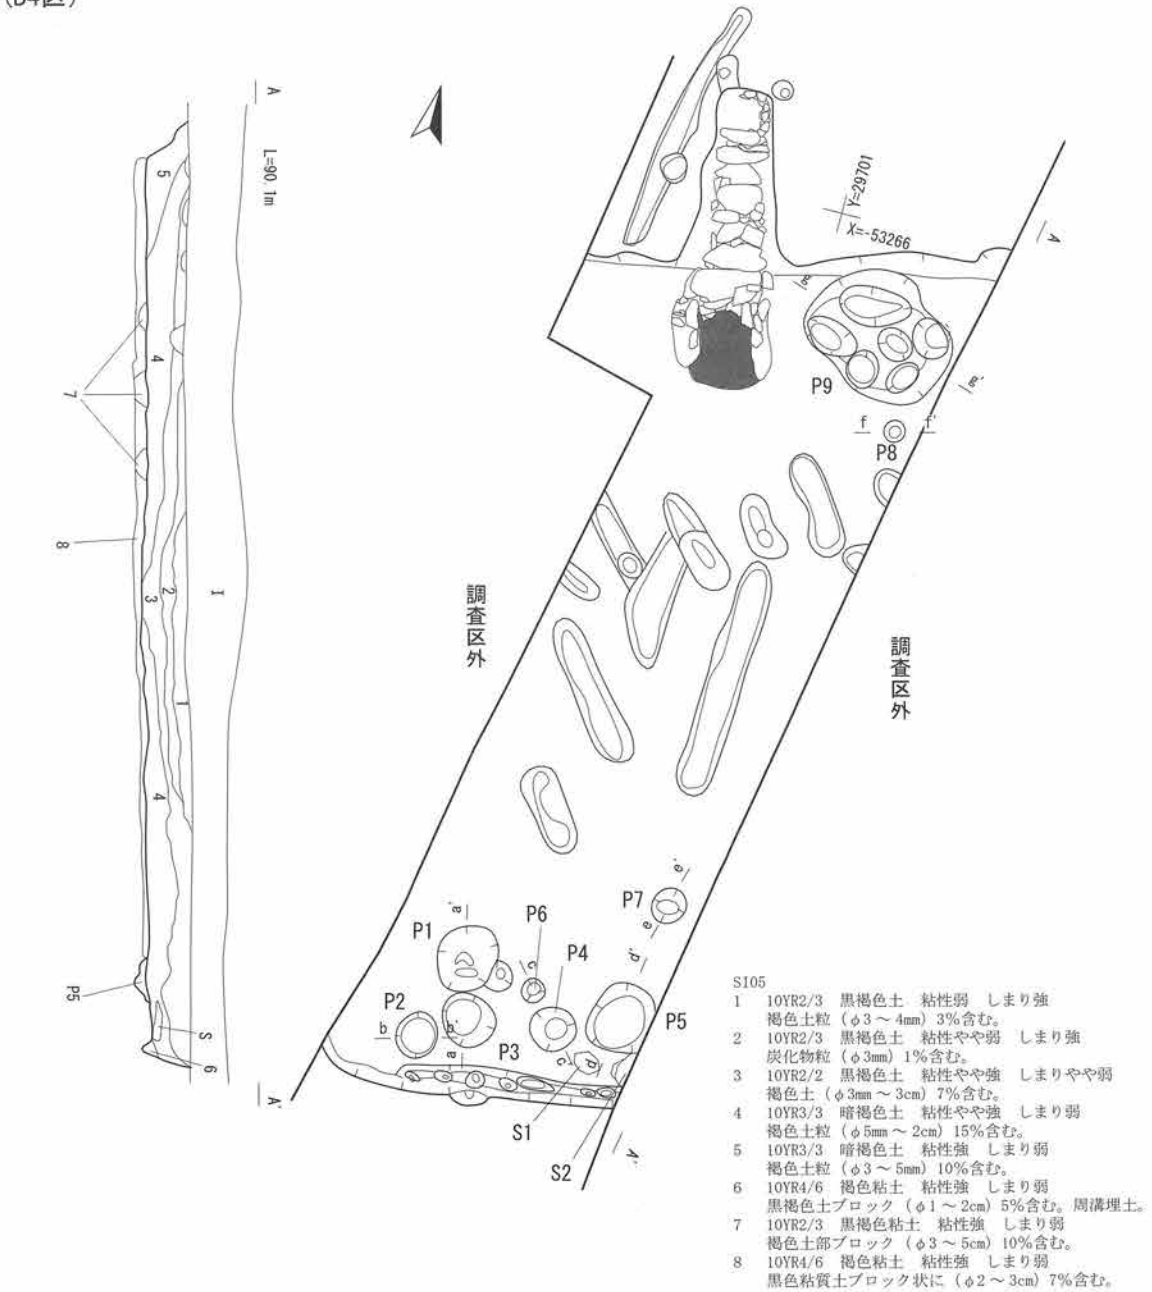 (D4区)
A
L=90.1m
5
4
7
8
3
2
I
1
4
P5
S
6
A'
Y=29701
X=-53266
A
g
P9
g'
f
f'
P8
調査区外
調査区外
P7
e'
e
a'
P6
P1
c
P4
d'
P2
b
b'
P5
a
P3
c'
d
S1
S2
A'
SI05
1 10YR2/3 黒褐色土 粘性弱 しまり強
褐色土粒（φ3～4mm）3%含む。
2 10YR2/3 黒褐色土 粘性やや弱 しまり強
炭化物粒（φ3mm）1%含む。
3 10YR2/2 黒褐色土 粘性やや強 しまりやや弱
褐色土（φ3mm～3cm）7%含む。
4 10YR3/3 暗褐色土 粘性やや強 しまり弱
褐色土粒（φ5mm～2cm）15%含む。
5 10YR3/3 暗褐色土 粘性強 しまり弱
褐色土粒（φ3～5mm）10%含む。
6 10YR4/6 褐色粘土 粘性強 しまり弱
黒褐色土ブロック（φ1～2cm）5%含む。周溝埋土。
7 10YR2/3 黒褐色粘土 粘性強 しまり弱
褐色土部ブロック（φ3～5cm）10%含む。
8 10YR4/6 褐色粘土 粘性強 しまり弱
黒色粘質土ブロック状に（φ2～3cm）7%含む。